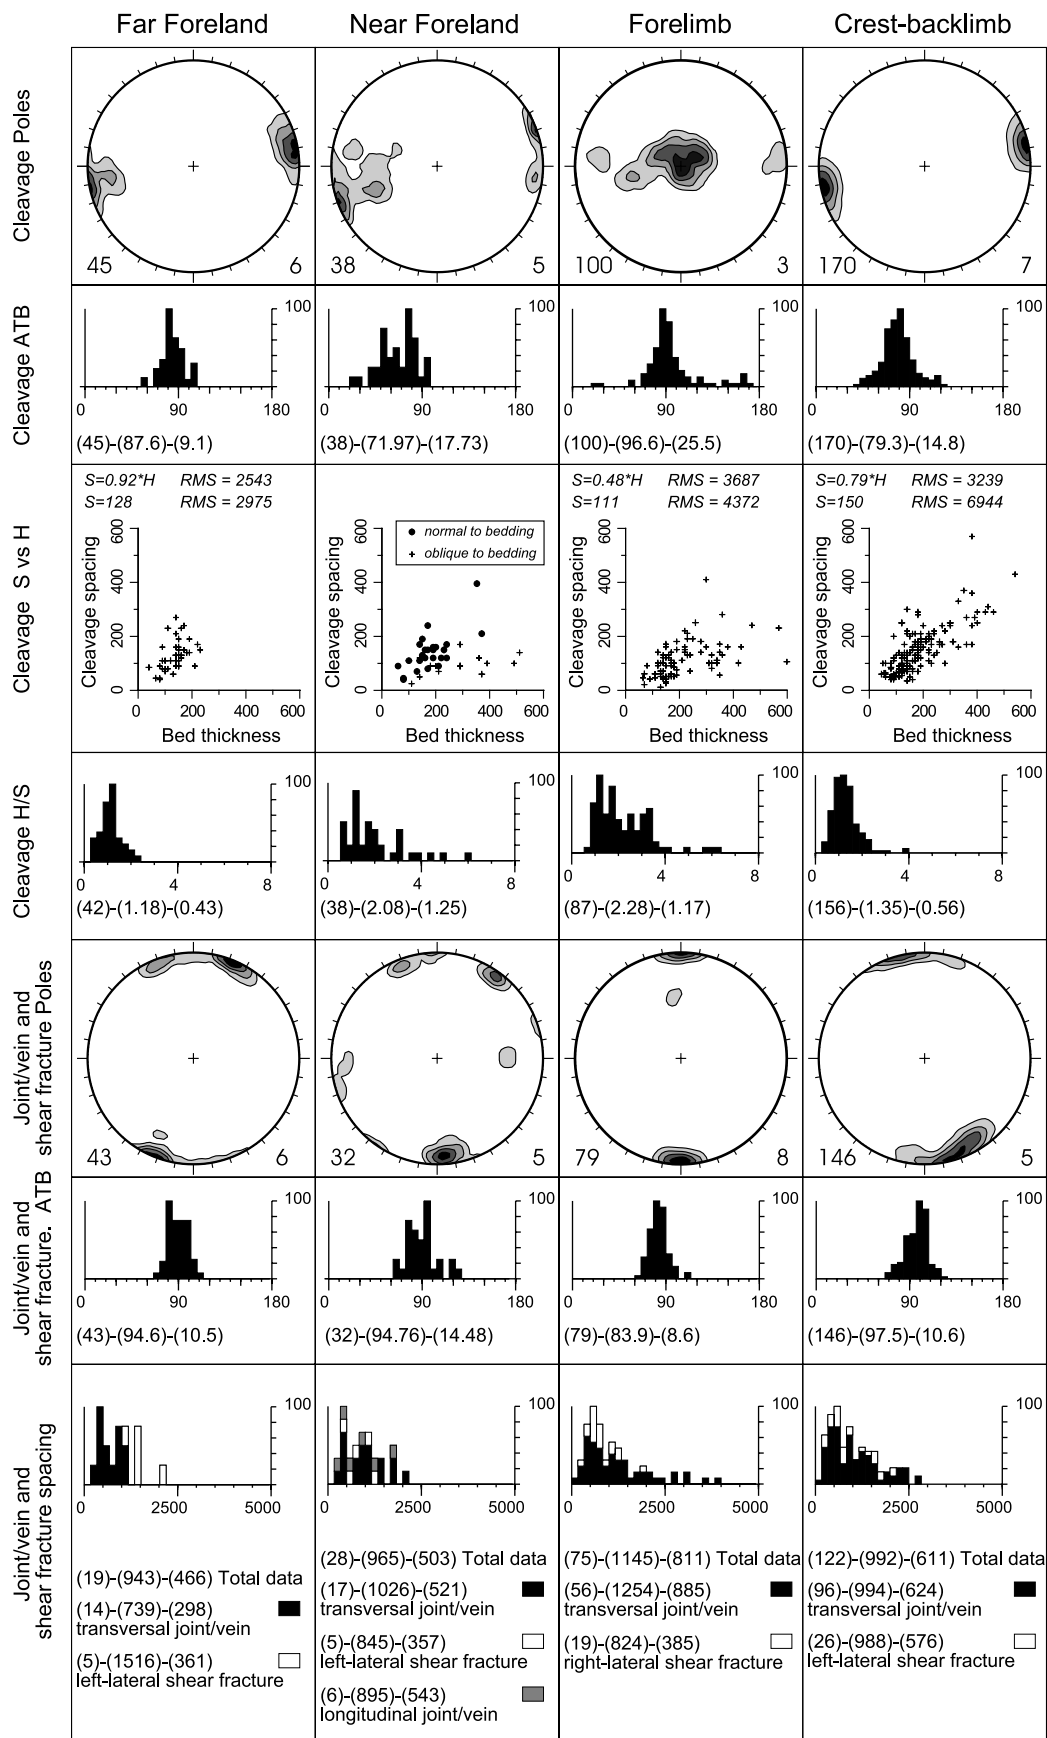 Far Foreland Near Foreland Forelimb Crest-backlimb
Cleavage Poles
45 6 38 5 100 3 170 7
Cleavage ATB
100 100 100 100
0 90 180 0 90 180 0 90 180 0 90 180
(45)-(87.6)-(9.1) (38)-(71.97)-(17.73) (100)-(96.6)-(25.5) (170)-(79.3)-(14.8)
Cleavage S vs H
S=0.92*H RMS = 2543 S=0.48*H RMS = 3687 S=0.79*H RMS = 3239
S=128 RMS = 2975 S=111 RMS = 4372 S=150 RMS = 6944
normal to bedding
oblique to bedding
Cleavage spacing Cleavage spacing Cleavage spacing Cleavage spacing
600 600 600 600
400 400 400 400
200 200 200 200
0 0 0 0
0 200 400 600 0 200 400 600 0 200 400 600 0 200 400 600
Bed thickness Bed thickness Bed thickness Bed thickness
Cleavage H/S
100 100 100 100
0 4 8 0 4 8 0 4 8 0 4 8
(42)-(1.18)-(0.43) (38)-(2.08)-(1.25) (87)-(2.28)-(1.17) (156)-(1.35)-(0.56)
Joint/vein and
shear fracture Poles
43 6 32 5 79 8 146 5
Joint/vein and
shear fracture. ATB
100 100 100 100
0 90 180 0 90 180 0 90 180 0 90 180
(43)-(94.6)-(10.5) (32)-(94.76)-(14.48) (79)-(83.9)-(8.6) (146)-(97.5)-(10.6)
Joint/vein and
shear fracture spacing
100 100 100 100
0 2500 5000 0 2500 5000 0 2500 5000 0 2500 5000
(19)-(943)-(466) Total data
(14)-(739)-(298)
transversal joint/vein
(5)-(1516)-(361)
left-lateral shear fracture
(28)-(965)-(503) Total data
(17)-(1026)-(521)
transversal joint/vein
(5)-(845)-(357)
left-lateral shear fracture
(6)-(895)-(543)
longitudinal joint/vein
(75)-(1145)-(811) Total data
(56)-(1254)-(885)
transversal joint/vein
(19)-(824)-(385)
right-lateral shear fracture
(122)-(992)-(611) Total data
(96)-(994)-(624)
transversal joint/vein
(26)-(988)-(576)
left-lateral shear fracture